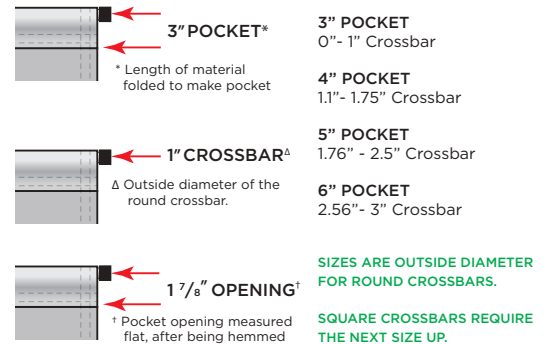 3” POCKET*
* Length of material
folded to make pocket
1” CROSSBAR△
△ Outside diameter of the
round crossbar.
1 7/8” OPENING†
† Pocket opening measured
flat, after being hemmed
3” POCKET
0”- 1” Crossbar
4” POCKET
1.1”- 1.75” Crossbar
5” POCKET
1.76” - 2.5” Crossbar
6” POCKET
2.56”- 3” Crossbar
SIZES ARE OUTSIDE DIAMETER
FOR ROUND CROSSBARS.
SQUARE CROSSBARS REQUIRE
THE NEXT SIZE UP.